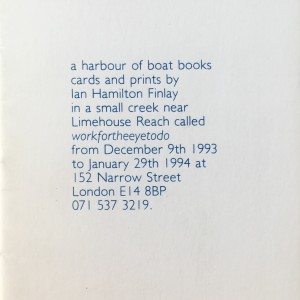 a harbour of boat books
cards and prints by
Ian Hamilton Finlay
in a small creek near
Limehouse Reach called
workfortheeyetodo
from December 9th 1993
to January 29th 1994 at
152 Narrow Street
London E14 8BP
071 537 3219.